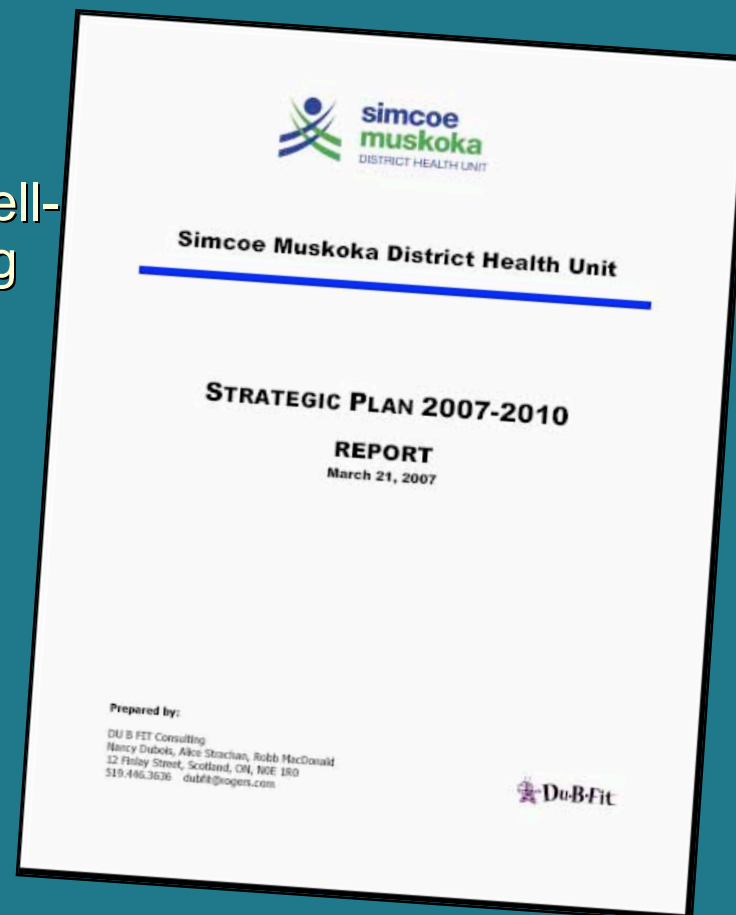 ell-
g
simcoe
muskoka
DISTRICT HEALTH UNIT
Simcoe Muskoka District Health Unit
STRATEGIC PLAN 2007-2010
REPORT
March 21, 2007
Prepared by:
DU B FIT Consulting
Nancy Dubois, Alice Strachan, Robb MacDonald
12 Finlay Street, Scotland, ON, N0E 1R0
519.446.3636 dubfit@rogers.com
Du·B·Fit